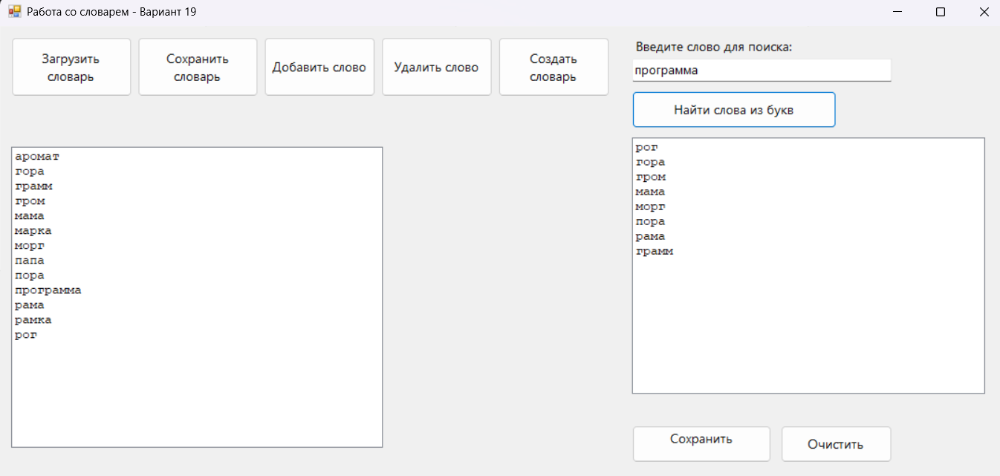 Работа со словарем - Вариант 19
Загрузить
словарь
Сохранить
словарь
Добавить слово
Удалить слово
Создать
словарь
Введите слово для поиска:
программа
Найти слова из букв
аромат
гора
грамм
гром
мама
марка
морг
папа
пора
программа
рама
рамка
рог
рог
гора
гром
мама
морг
пора
рама
грамм
Сохранить
Очистить